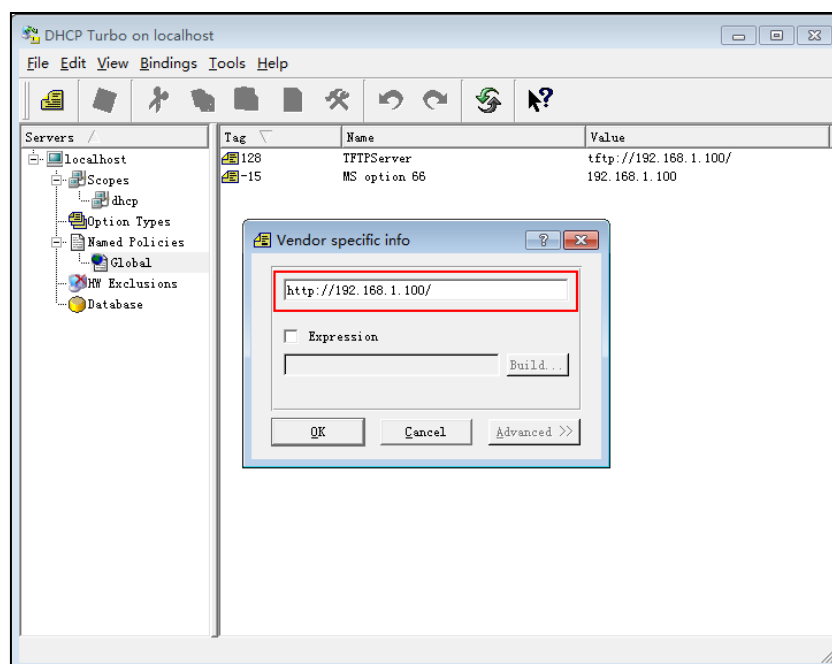 DHCP Turbo on localhost
File Edit View Bindings Tools Help
Servers
Tag Name Value
localhost
Scopes
dhcp
Option Types
Named Policies
Global
HW Exclusions
Database
128 TFTPServer tftp://192.168.1.100/
-15 MS option 66 192.168.1.100
Vendor specific info
http://192.168.1.100/
Expression
Build...
OK Cancel Advanced >>